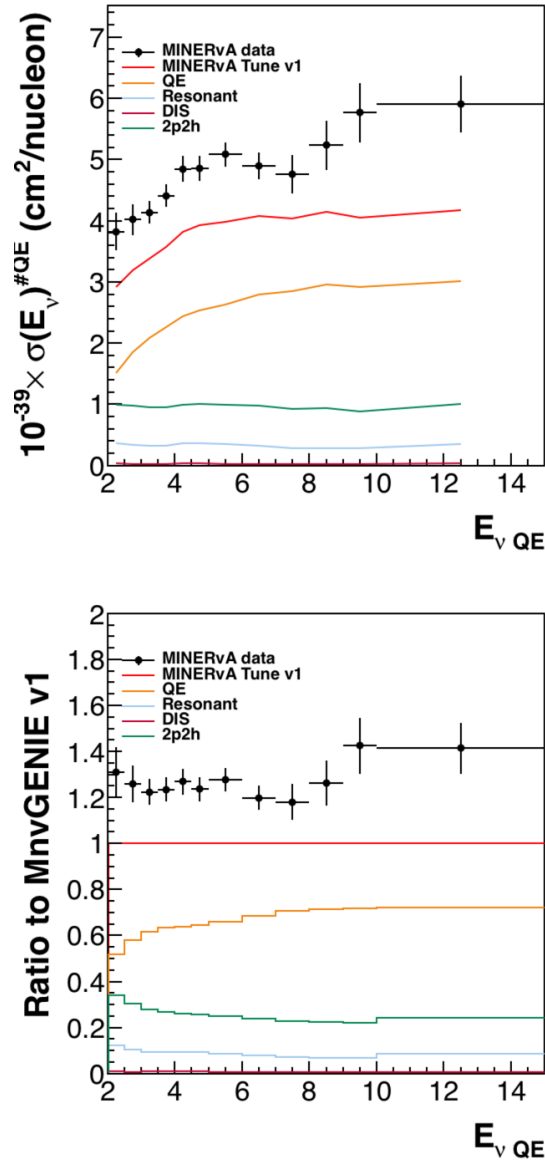 7
6
5
4
3
2
1
0
10^-39 × σ(E_ν)^#QE (cm^2/nucleon)
MINERvA data
MINERvA Tune v1
QE
Resonant
DIS
2p2h
2 4 6 8 10 12 14
E_ν QE
2
1.8
1.6
1.4
1.2
1
0.8
0.6
0.4
0.2
0
Ratio to MnvGENIE v1
MINERvA data
MINERvA Tune v1
QE
Resonant
DIS
2p2h
2 4 6 8 10 12 14
E_ν QE